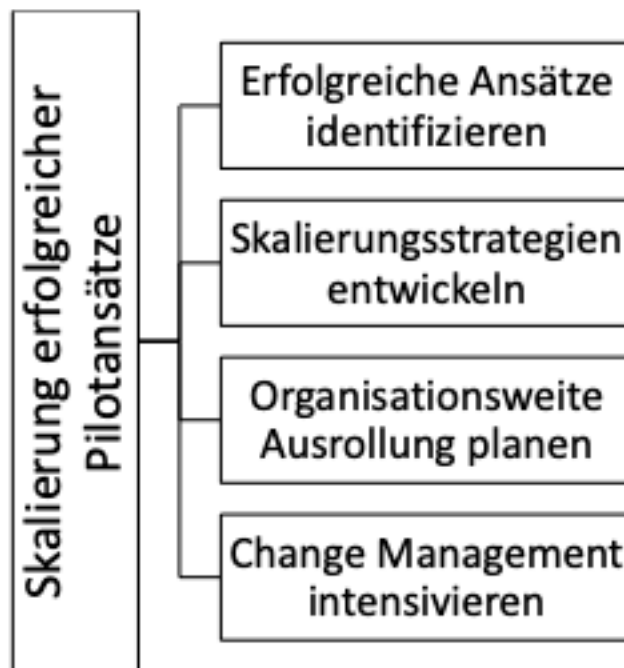 Skalierung erfolgreicher
Pilotansätze
Erfolgreiche Ansätze
identifizieren
Skalierungsstrategien
entwickeln
Organisationsweite
Ausrollung planen
Change Management
intensivieren